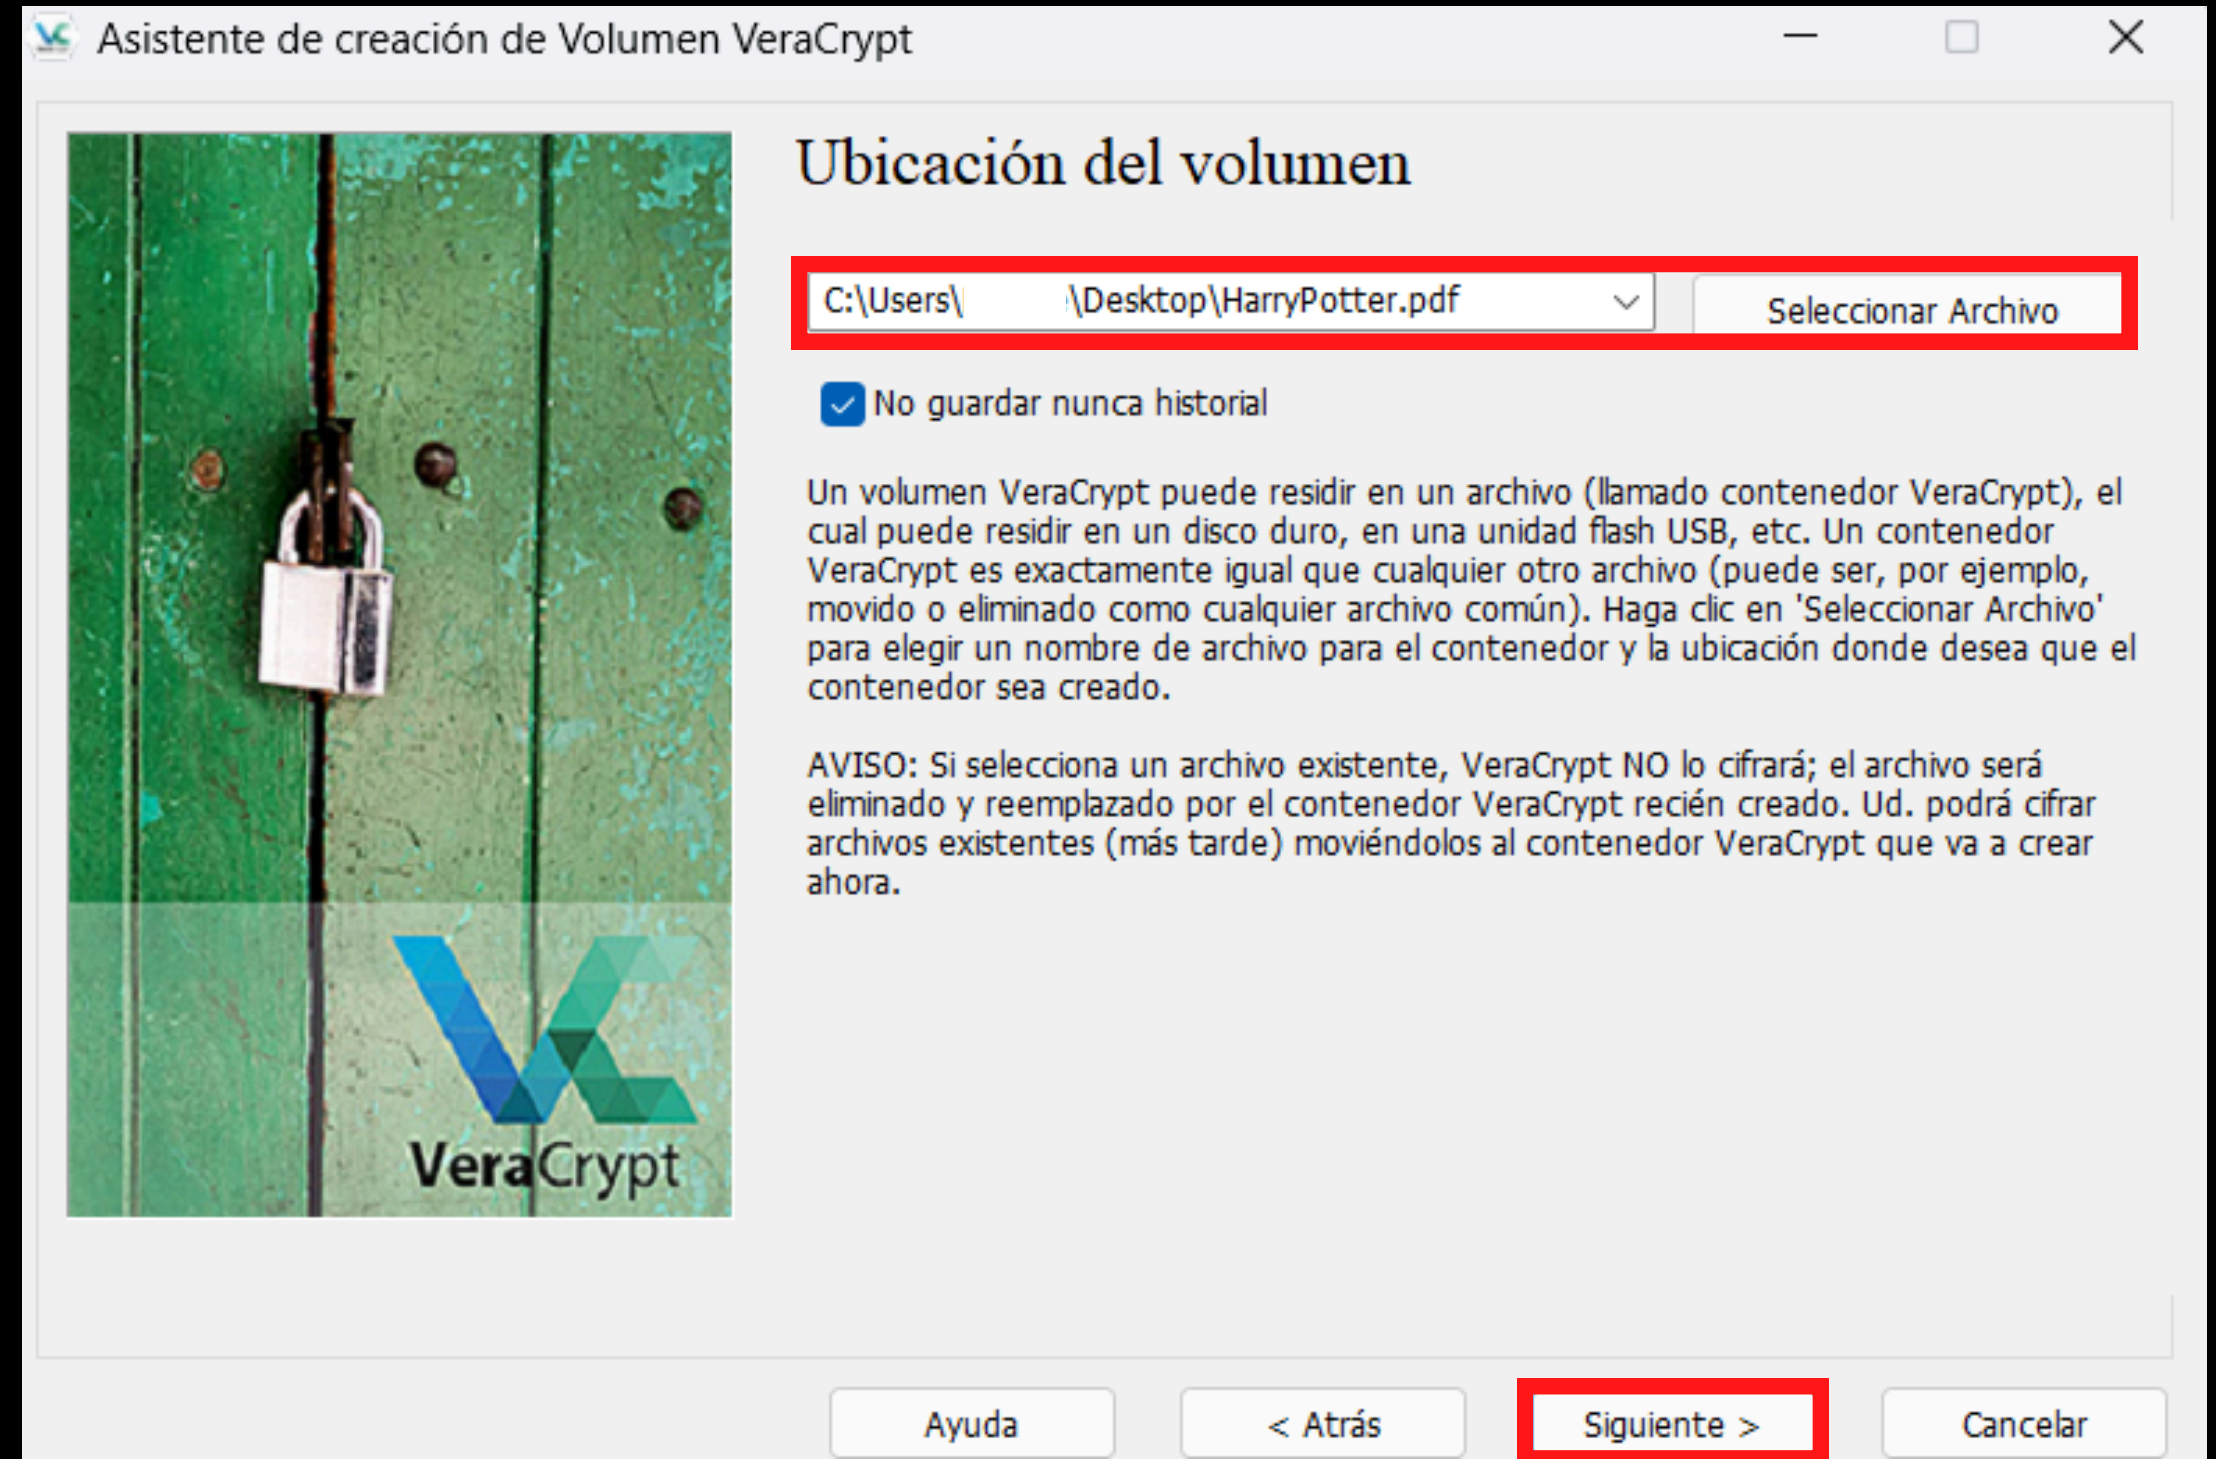 Asistente de creación de Volumen VeraCrypt
Ubicación del volumen
C:\Users\ \Desktop\HarryPotter.pdf
Seleccionar Archivo
No guardar nunca historial
Un volumen VeraCrypt puede residir en un archivo (llamado contenedor VeraCrypt), el
cual puede residir en un disco duro, en una unidad flash USB, etc. Un contenedor
VeraCrypt es exactamente igual que cualquier otro archivo (puede ser, por ejemplo,
movido o eliminado como cualquier archivo común). Haga clic en 'Seleccionar Archivo'
para elegir un nombre de archivo para el contenedor y la ubicación donde desea que el
contenedor sea creado.
AVISO: Si selecciona un archivo existente, VeraCrypt NO lo cifrará; el archivo será
eliminado y reemplazado por el contenedor VeraCrypt recién creado. Ud. podrá cifrar
archivos existentes (más tarde) moviéndolos al contenedor VeraCrypt que va a crear
ahora.
VeraCrypt
Ayuda
< Atrás
Siguiente >
Cancelar